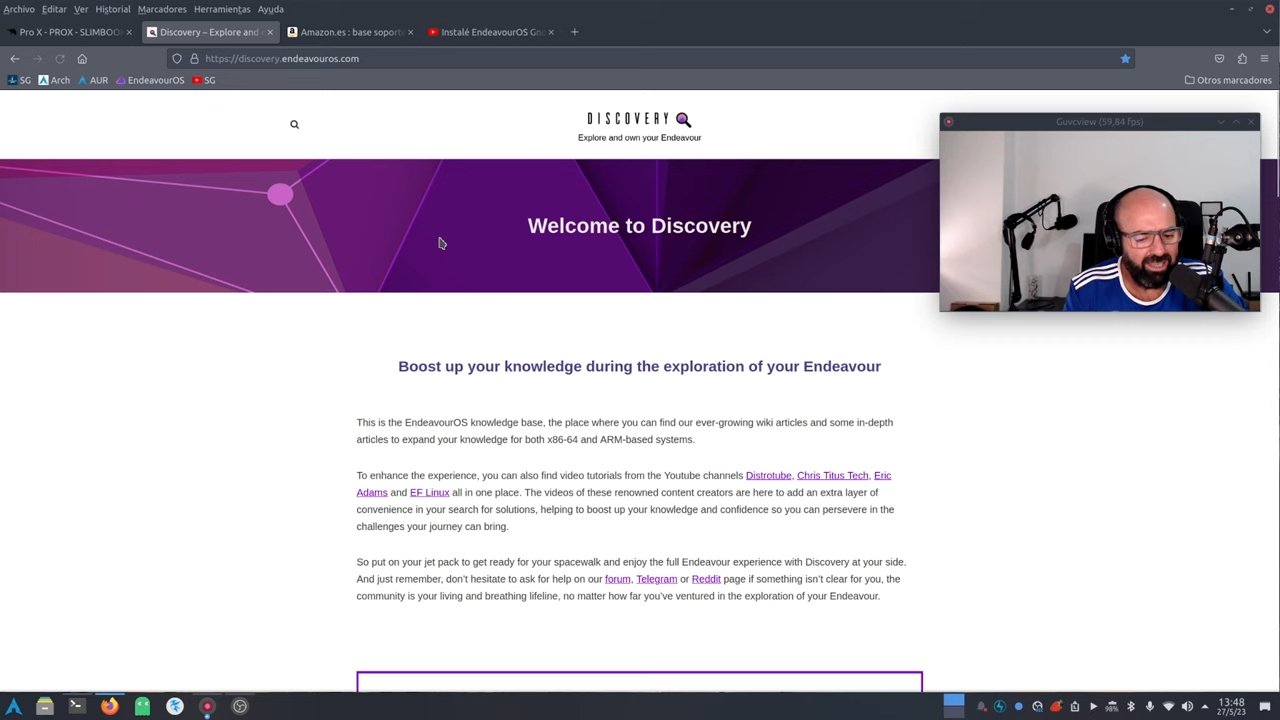 Archivo Editar Ver Historial Marcadores Herramientas Ayuda
Pro X - PROX - SLIMBOOK
Discovery – Explore and
Amazon.es : base soport
Instalé EndeavourOS Gn
https://discovery.endeavouros.com
SG Arch AUR EndeavourOS SG Otros marcadores
DISCOVERY
Explore and own your Endeavour
Guvcview (59,84 fps)
Welcome to Discovery
Boost up your knowledge during the exploration of your Endeavour
This is the EndeavourOS knowledge base, the place where you can find our ever-growing wiki articles and some in-depth
articles to expand your knowledge for both x86-64 and ARM-based systems.
To enhance the experience, you can also find video tutorials from the Youtube channels Distrotube, Chris Titus Tech, Eric
Adams and EF Linux all in one place. The videos of these renowned content creators are here to add an extra layer of
convenience in your search for solutions, helping to boost up your knowledge and confidence so you can persevere in the
challenges your journey can bring.
So put on your jet pack to get ready for your spacewalk and enjoy the full Endeavour experience with Discovery at your side.
And just remember, don’t hesitate to ask for help on our forum, Telegram or Reddit page if something isn’t clear for you, the
community is your living and breathing lifeline, no matter how far you’ve ventured in the exploration of your Endeavour.
98%
13:48
27/5/23